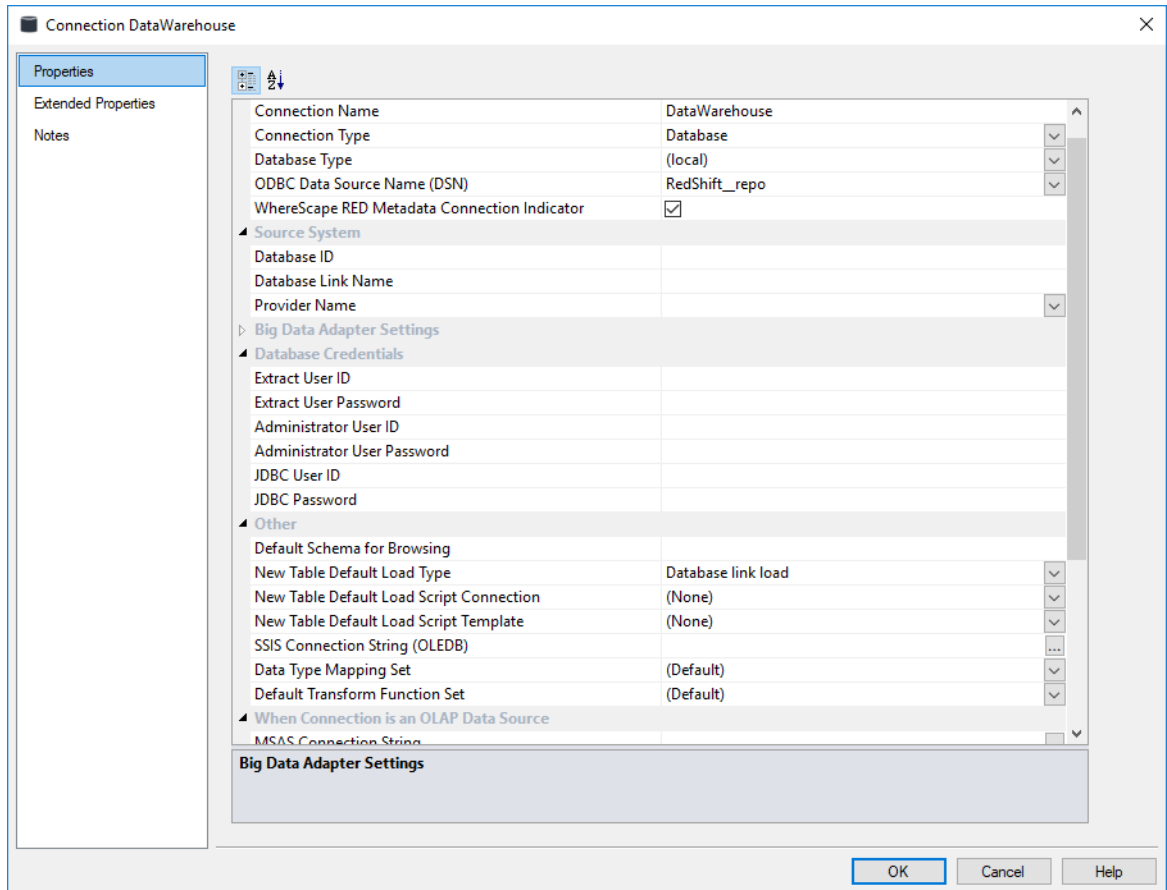 Connection DataWarehouse
Properties
Extended Properties
Notes
Connection Name DataWarehouse
Connection Type Database
Database Type (local)
ODBC Data Source Name (DSN) RedShift__repo
WhereScape RED Metadata Connection Indicator
Source System
Database ID
Database Link Name
Provider Name
Big Data Adapter Settings
Database Credentials
Extract User ID
Extract User Password
Administrator User ID
Administrator User Password
JDBC User ID
JDBC Password
Other
Default Schema for Browsing
New Table Default Load Type Database link load
New Table Default Load Script Connection (None)
New Table Default Load Script Template (None)
SSIS Connection String (OLEDB) ...
Data Type Mapping Set (Default)
Default Transform Function Set (Default)
When Connection is an OLAP Data Source
MSAS Connection String
Big Data Adapter Settings
OK Cancel Help